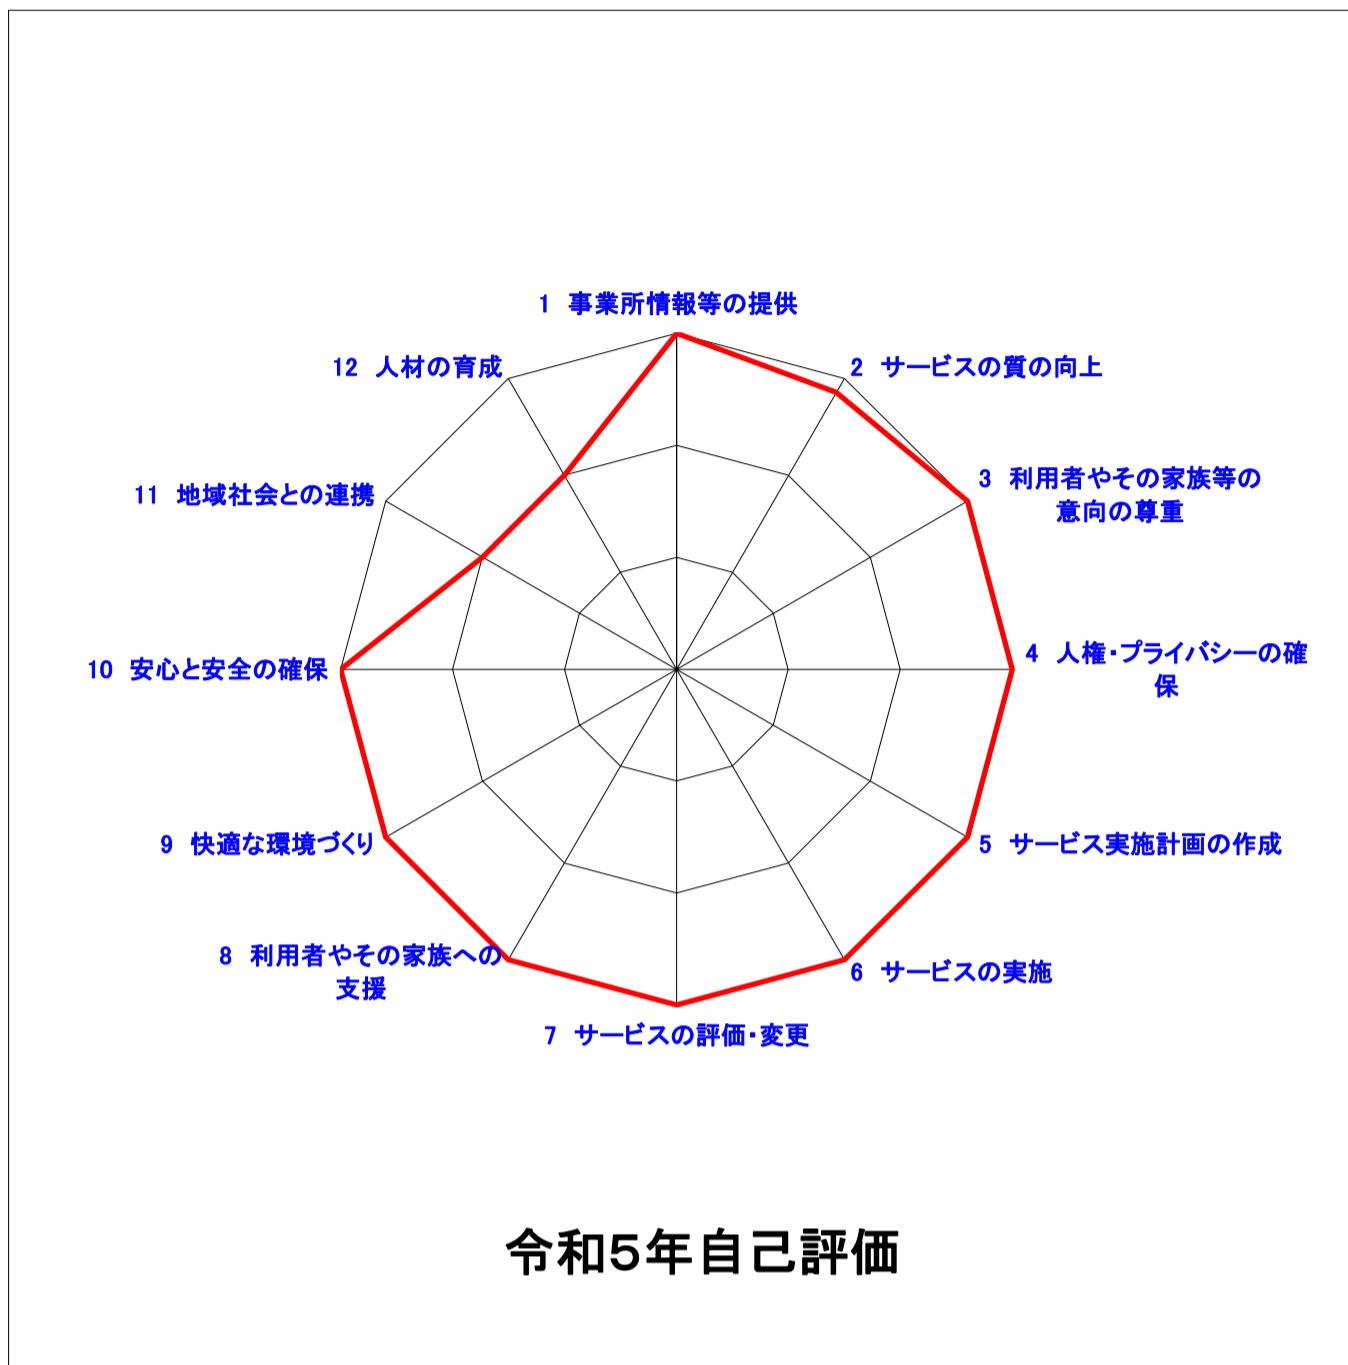 1 事業所情報等の提供
2 サービスの質の向上
3 利用者やその家族等の
意向の尊重
4 人権・プライバシーの確
保
5 サービス実施計画の作成
6 サービスの実施
7 サービスの評価・変更
8 利用者やその家族への
支援
9 快適な環境づくり
10 安心と安全の確保
11 地域社会との連携
12 人材の育成
令和5年自己評価